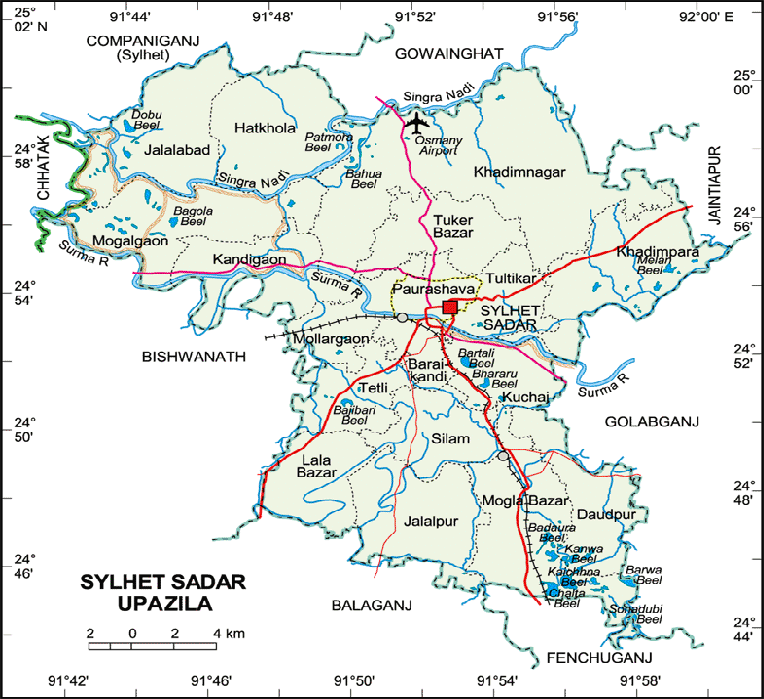 91°44'
91°48'
91°52'
91°56'
92°00' E
25°
02' N
COMPANIGANJ
(Sylhet)
GOWAINGHAT
25°
00'
Singra Nadi
Dobu
Beel
Hatkhola
Patmora
Beel
Osmany
Airport
Jalalabad
CHHATAK
24°
58'
Bahua
Beel
Khadimnagar
JAINTIAPUR
Singra Nadi
Bagola
Beel
Tuker
Bazar
24°
56'
Mogalgaon
Surma R
Kandigaon
Khadimpara
Melan
Beel
Surma R
Paurashava
Tultikar
24°
54'
SYLHET
SADAR
Mollargaon
BISHWANATH
Barai-
kandi
Bartali
Beel
Bhararu
Beel
24°
52'
Surma R
Tetli
Kuchai
Bajibari
Beel
GOLABGANJ
24°
50'
Silam
Lala
Bazar
24°
48'
Mogla Bazar
Daudpur
Jalalpur
Badaura
Beel
Kanwa
Beel
24°
46'
Kaichnna
Beel
Barwa
Beel
Chalta
Beel
SYLHET SADAR
UPAZILA
BALAGANJ
Beel
24°
44'
2 0 2 4 km
FENCHUGANJ
91°42'
91°46'
91°50'
91°54'
91°58'